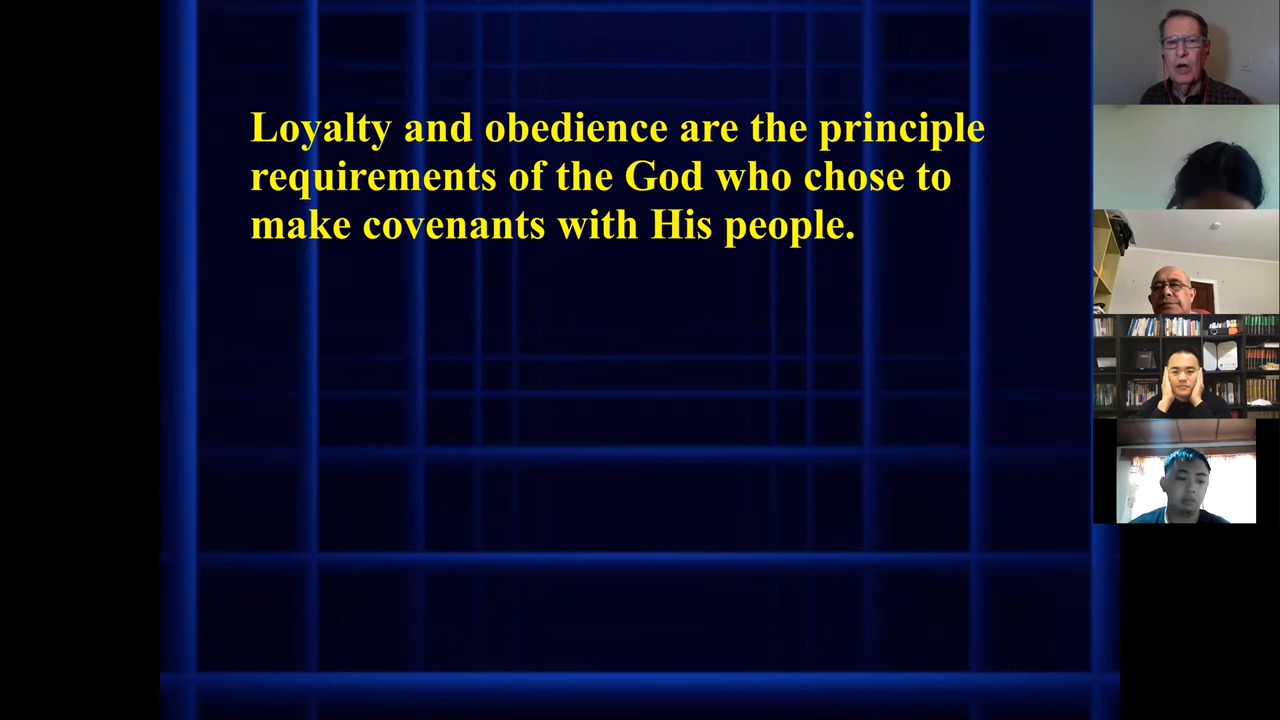 Loyalty and obedience are the principle
requirements of the God who chose to
make covenants with His people.